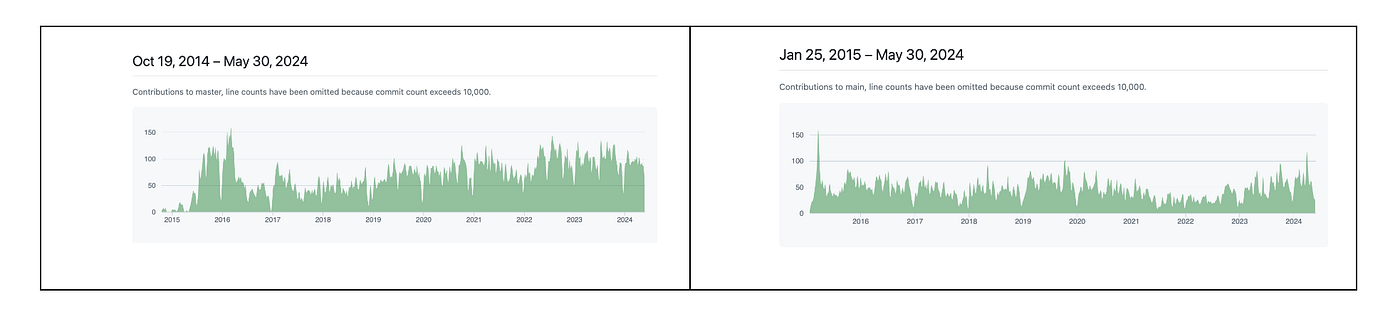 Oct 19, 2014 – May 30, 2024
Contributions to master, line counts have been omitted because commit count exceeds 10,000.
150
100
50
0
2015 2016 2017 2018 2019 2020 2021 2022 2023 2024
Jan 25, 2015 – May 30, 2024
Contributions to main, line counts have been omitted because commit count exceeds 10,000.
150
100
50
0
2016 2017 2018 2019 2020 2021 2022 2023 2024